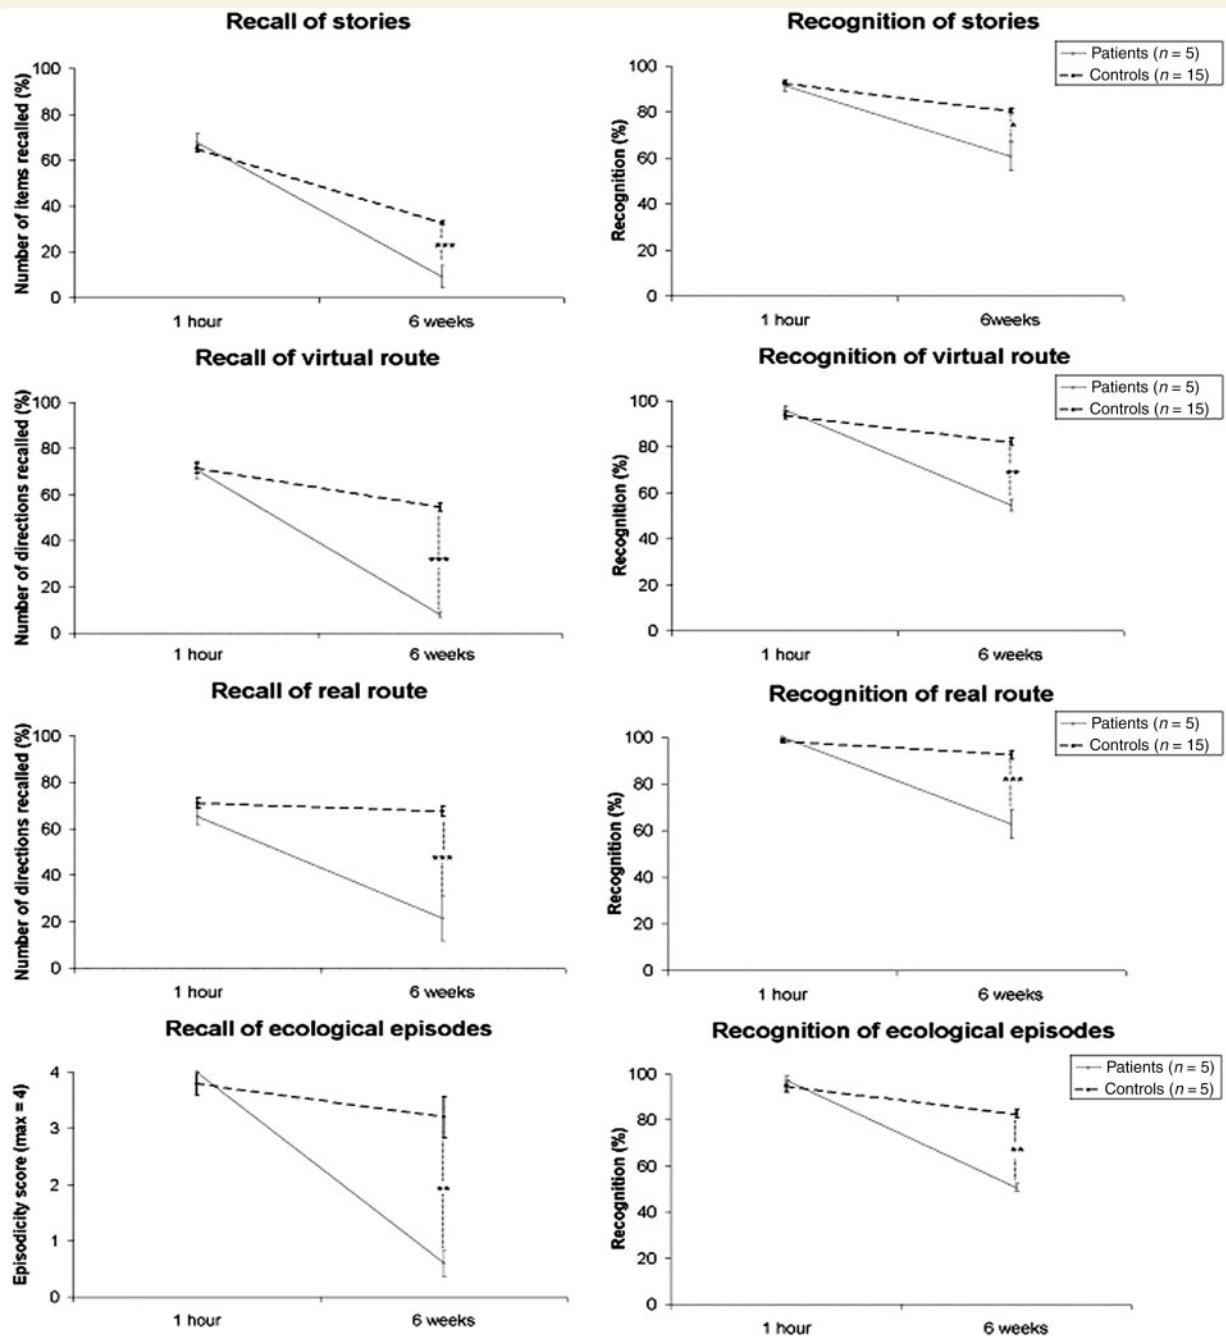 Recall of stories
Number of items recalled (%)
100
80
60
40
20
0
***
1 hour
6 weeks
Recognition of stories
Patients (n = 5)
Controls (n = 15)
Recognition (%)
100
80
60
40
20
0
*
1 hour
6weeks
Recall of virtual route
Number of directions recalled (%)
100
80
60
40
20
0
***
1 hour
6 weeks
Recognition of virtual route
Patients (n = 5)
Controls (n = 15)
Recognition (%)
100
80
60
40
20
0
**
1 hour
6 weeks
Recall of real route
Number of directions recalled (%)
100
80
60
40
20
0
***
1 hour
6 weeks
Recognition of real route
Patients (n = 5)
Controls (n = 15)
Recognition (%)
100
80
60
40
20
0
***
1 hour
6 weeks
Recall of ecological episodes
Episodicity score (max = 4)
4
3
2
1
0
**
1 hour
6 weeks
Recognition of ecological episodes
Patients (n = 5)
Controls (n = 5)
Recognition (%)
100
80
60
40
20
0
**
1 hour
6 weeks